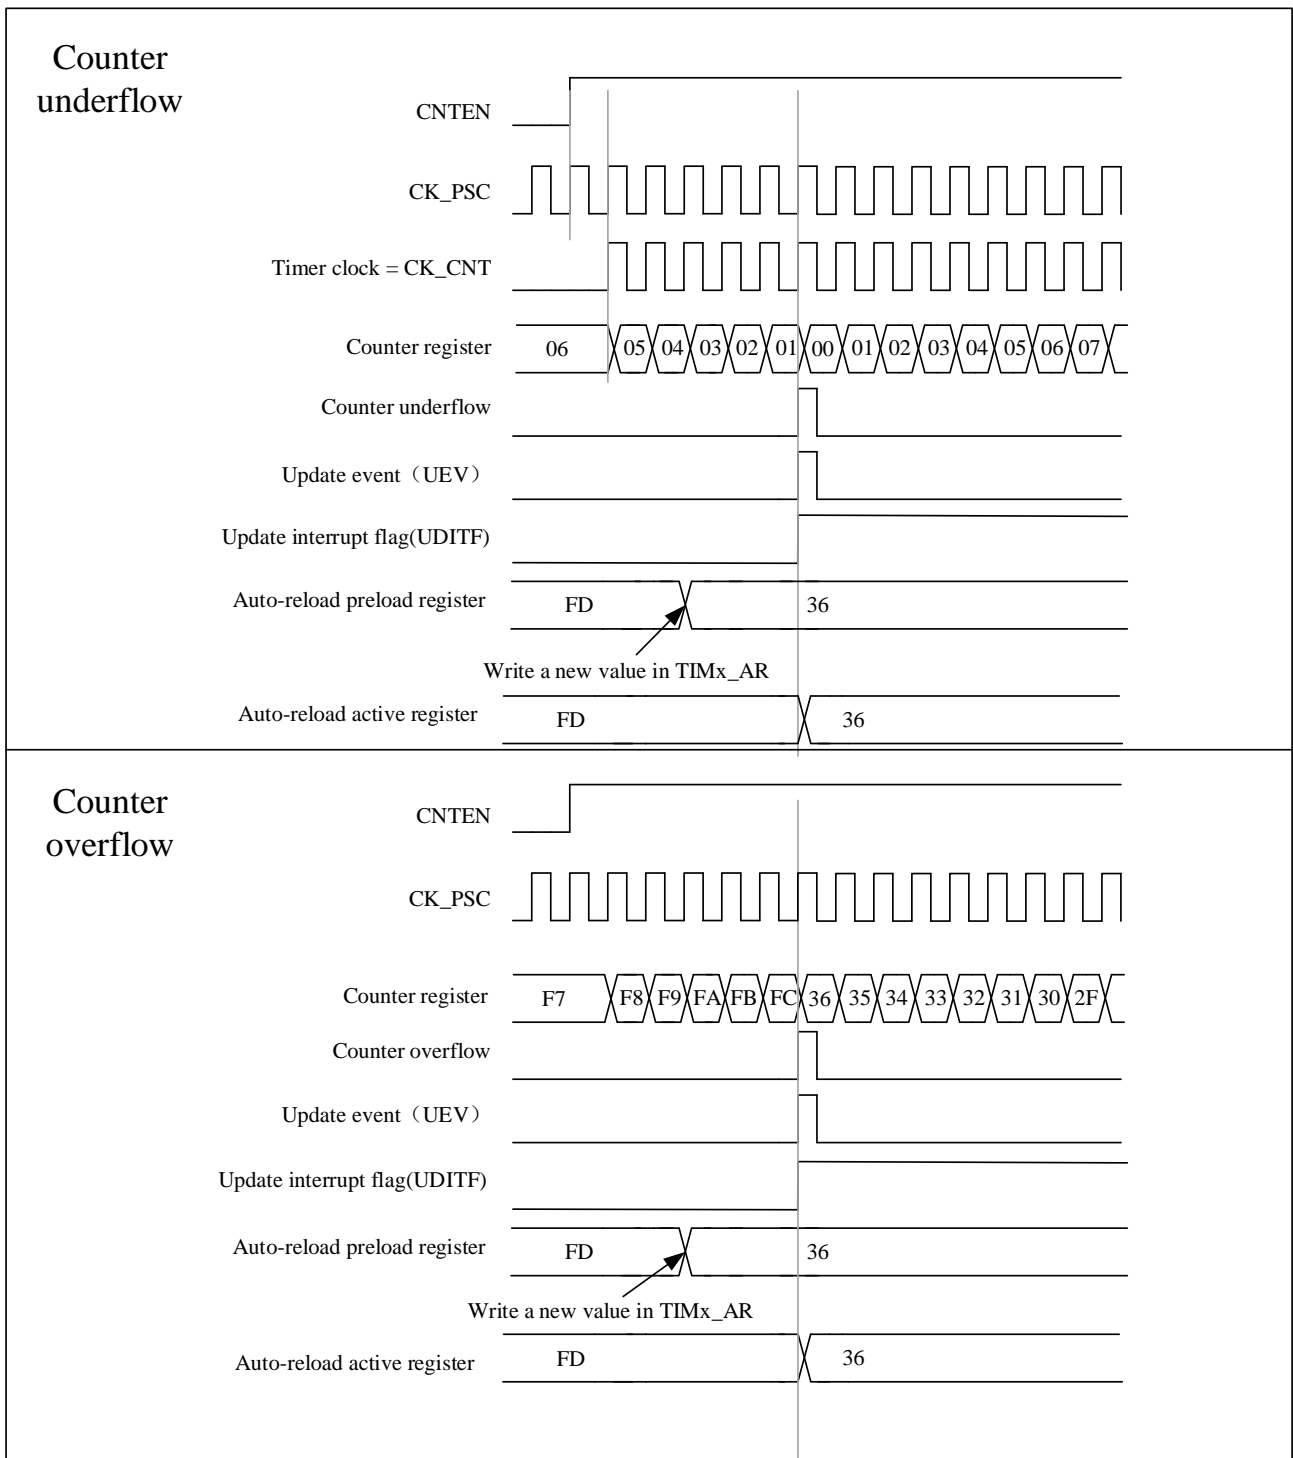 Counter
underflow
CNTEN
CK_PSC
Timer clock = CK_CNT
Counter register 06 05 04 03 02 01 00 01 02 03 04 05 06 07
Counter underflow
Update event（UEV）
Update interrupt flag(UDITF)
Auto-reload preload register FD 36
Write a new value in TIMx_AR
Auto-reload active register FD 36
Counter
overflow
CNTEN
CK_PSC
Counter register F7 F8 F9 FA FB FC 36 35 34 33 32 31 30 2F
Counter overflow
Update event（UEV）
Update interrupt flag(UDITF)
Auto-reload preload register FD 36
Write a new value in TIMx_AR
Auto-reload active register FD 36